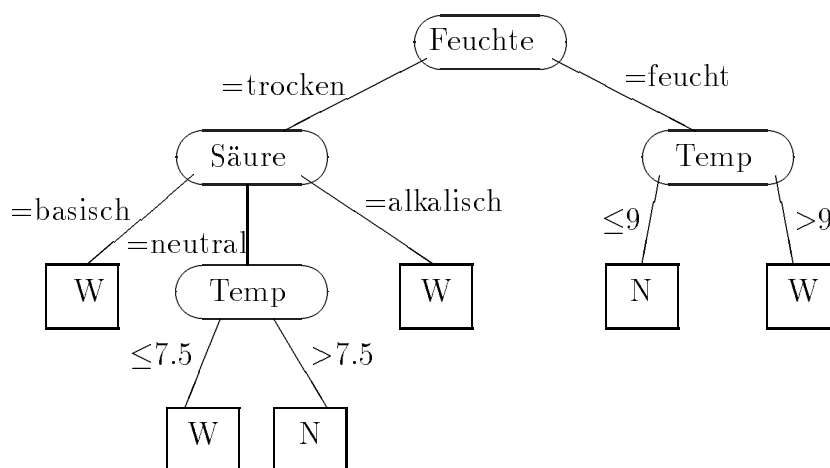 Feuchte
=trocken
=feucht
Säure
Temp
=basisch
=neutral
=alkalisch
≤9
>9
W
Temp
W
N
W
≤7.5
>7.5
W
N